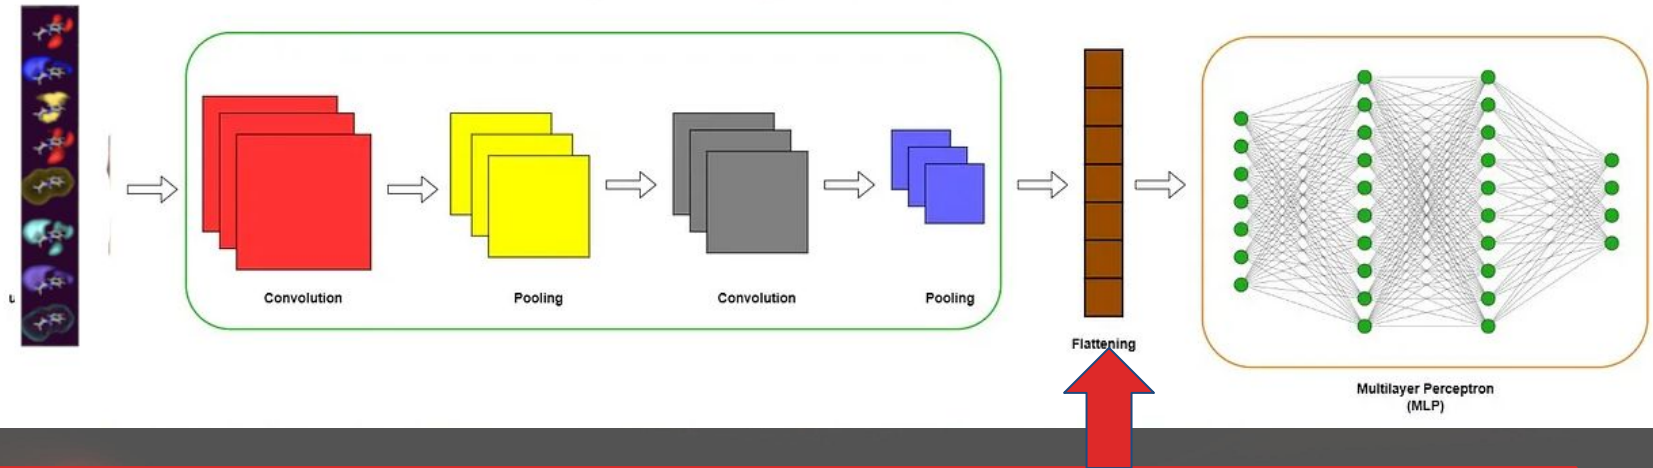 Convolution
Pooling
Convolution
Pooling
Flattening
Multilayer Perceptron
(MLP)